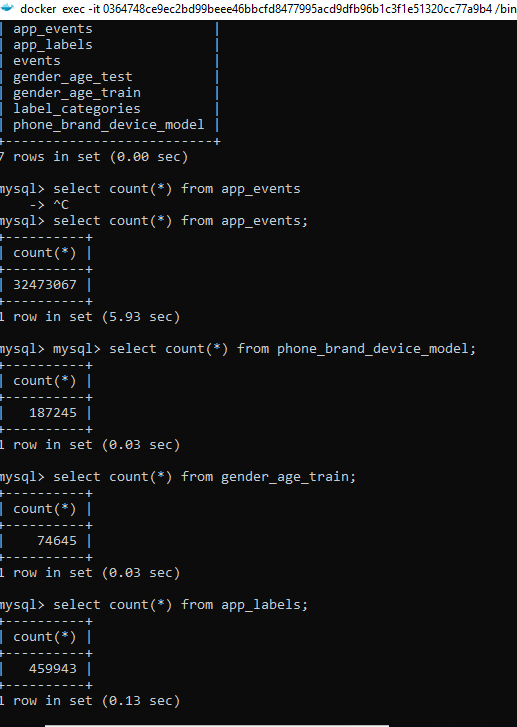 docker exec -it 0364748ce9ec2bd99beee46bbcfd8477995acd9dfb96b1c3f1e51320cc77a9b4 /bin
| app_events |
| app_labels |
| events |
| gender_age_test |
| gender_age_train |
| label_categories |
| phone_brand_device_model |
+--------------------------+
7 rows in set (0.00 sec)
mysql> select count(*) from app_events
-> ^C
mysql> select count(*) from app_events;
+----------+
| count(*) |
+----------+
| 32473067 |
+----------+
1 row in set (5.93 sec)
mysql> mysql> select count(*) from phone_brand_device_model;
+----------+
| count(*) |
+----------+
| 187245 |
+----------+
1 row in set (0.03 sec)
mysql> select count(*) from gender_age_train;
+----------+
| count(*) |
+----------+
| 74645 |
+----------+
1 row in set (0.03 sec)
mysql> select count(*) from app_labels;
+----------+
| count(*) |
+----------+
| 459943 |
+----------+
1 row in set (0.13 sec)